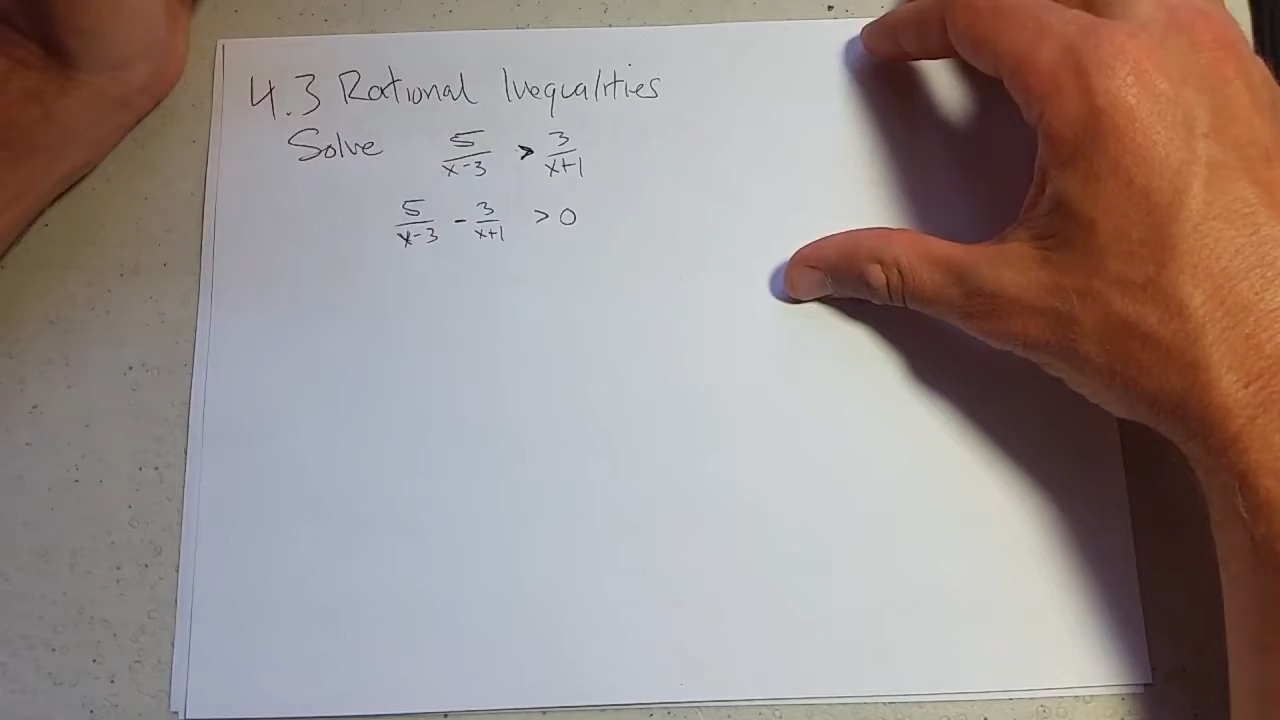 4.3 Rational Inequalities
Solve 5/(x-3) > 3/(x+1)
5/(x-3) - 3/(x+1) > 0